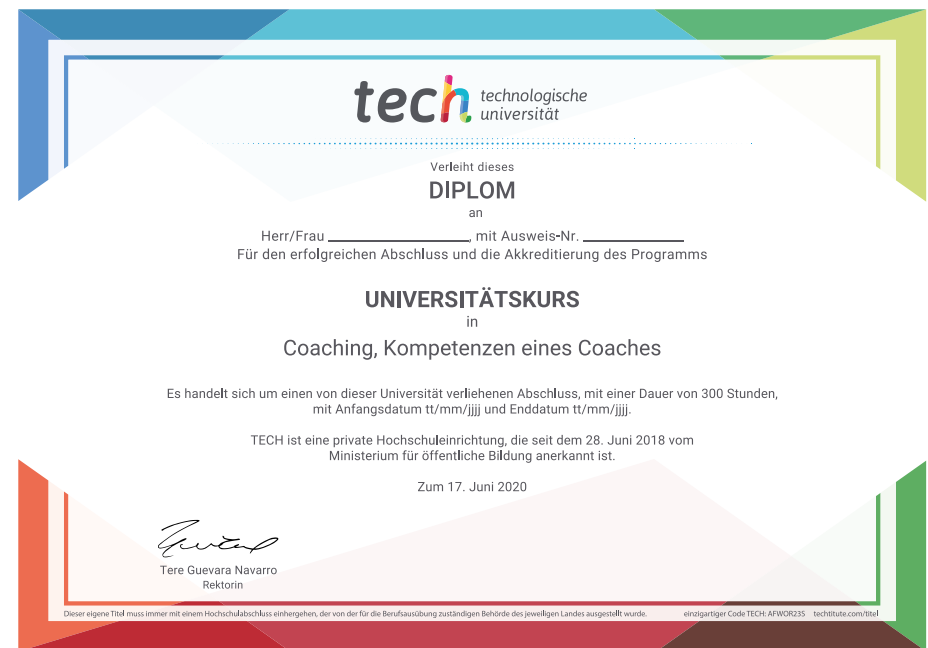 tech technologische
universität
Verleiht dieses
DIPLOM
an
Herr/Frau ____________________, mit Ausweis-Nr. ______________
Für den erfolgreichen Abschluss und die Akkreditierung des Programms
UNIVERSITÄTSKURS
in
Coaching, Kompetenzen eines Coaches
Es handelt sich um einen von dieser Universität verliehenen Abschluss, mit einer Dauer von 300 Stunden,
mit Anfangsdatum tt/mm/jjjj und Enddatum tt/mm/jjjj.
TECH ist eine private Hochschuleinrichtung, die seit dem 28. Juni 2018 vom
Ministerium für öffentliche Bildung anerkannt ist.
Zum 17. Juni 2020
Tere Guevara Navarro
Rektorin
Dieser eigene Titel muss immer mit einem Hochschulabschluss einhergehen, der von der für die Berufsausübung zuständigen Behörde des jeweiligen Landes ausgestellt wurde. einzigartiger Code TECH: AFWOR23S techtitute.com/titel